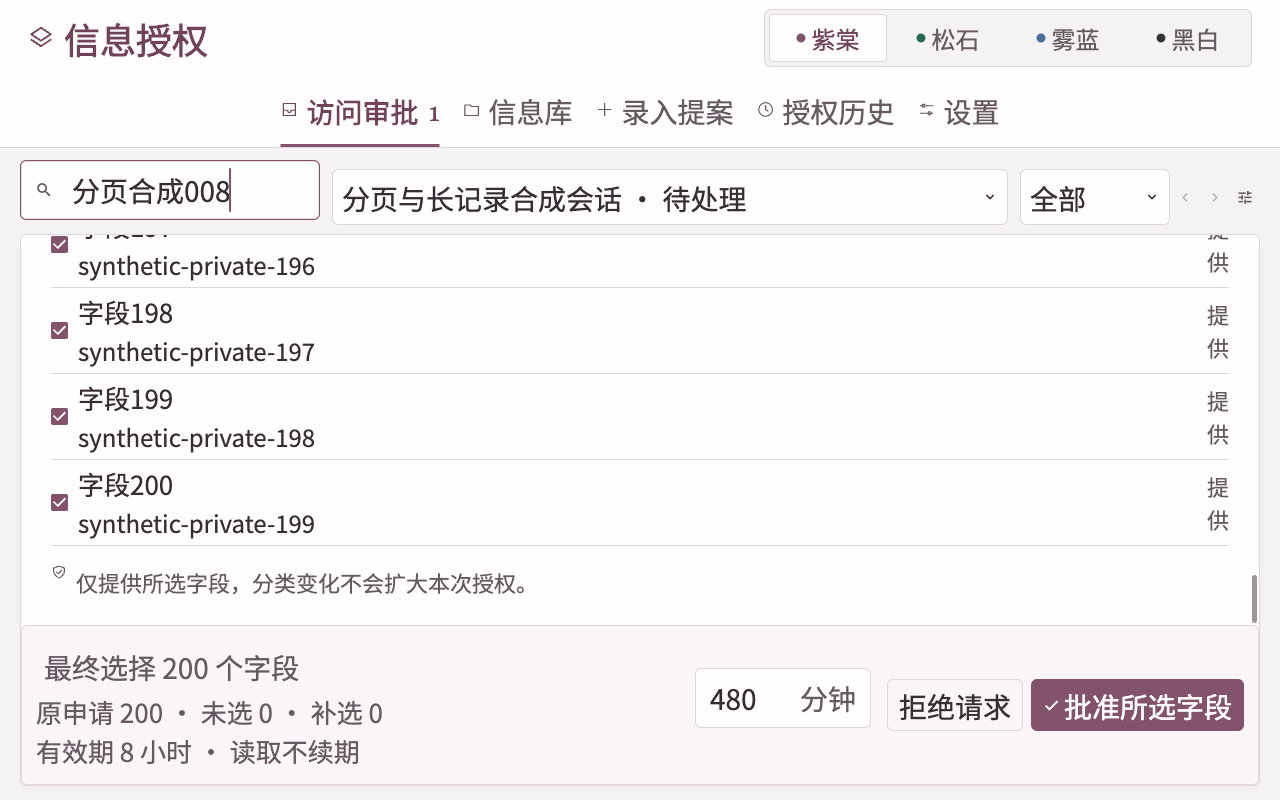 信息授权
紫棠
松石
雾蓝
黑白
访问审批 1
信息库
录入提案
授权历史
设置
分页合成008
分页与长记录合成会话 · 待处理
全部
synthetic-private-196
供
字段198
提
synthetic-private-197
供
字段199
提
synthetic-private-198
供
字段200
提
synthetic-private-199
供
仅提供所选字段，分类变化不会扩大本次授权。
最终选择 200 个字段
原申请 200 · 未选 0 · 补选 0
有效期 8 小时 · 读取不续期
480 分钟
拒绝请求
批准所选字段